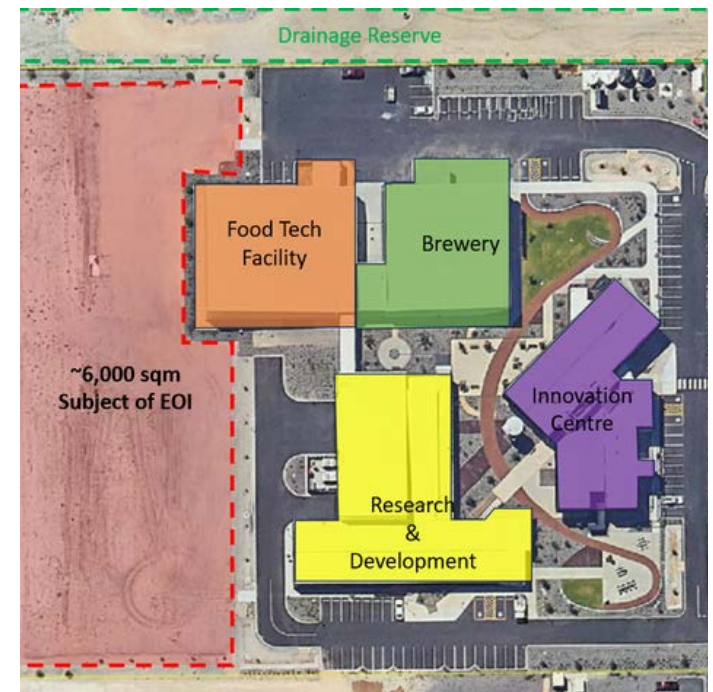 Drainage Reserve
Food Tech
Facility
Brewery
~6,000 sqm
Subject of EOI
Innovation
Centre
Research
&
Development